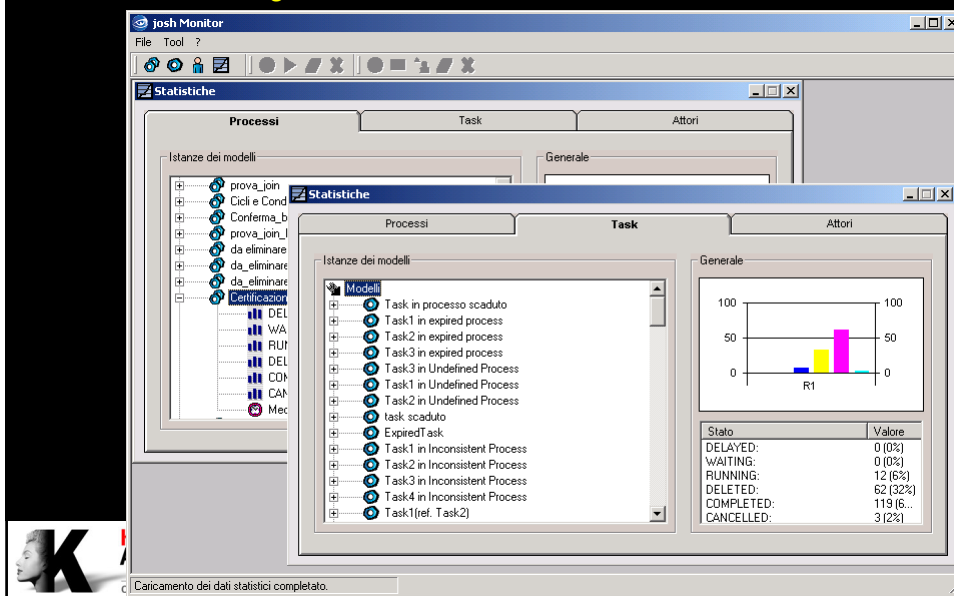 josh Monitor
File Tool ?
Statistiche
Processi Task Attori
Istanze dei modelli
Generale
prova_join
Cicli e Cond
Conferma_b
prova_join_
da eliminare
da_eliminare
da_eliminare
Certificazion
DEL
WA
RUN
DEL
COM
CAN
Med
Statistiche
Processi Task Attori
Istanze dei modelli
Modelli
Task in processo scaduto
Task1 in expired process
Task2 in expired process
Task3 in expired process
Task3 in Undefined Process
Task1 in Undefined Process
Task2 in Undefined Process
task scaduto
ExpiredTask
Task1 in Inconsistent Process
Task2 in Inconsistent Process
Task3 in Inconsistent Process
Task4 in Inconsistent Process
Task1(ref. Task2)
Generale
100 100
50 50
0 0
R1
Stato Valore
DELAYED: 0 (0%)
WAITING: 0 (0%)
RUNNING: 12 (6%)
DELETED: 62 (32%)
COMPLETED: 119 (6...
CANCELLED: 3 (2%)
K
Caricamento dei dati statistici completato.